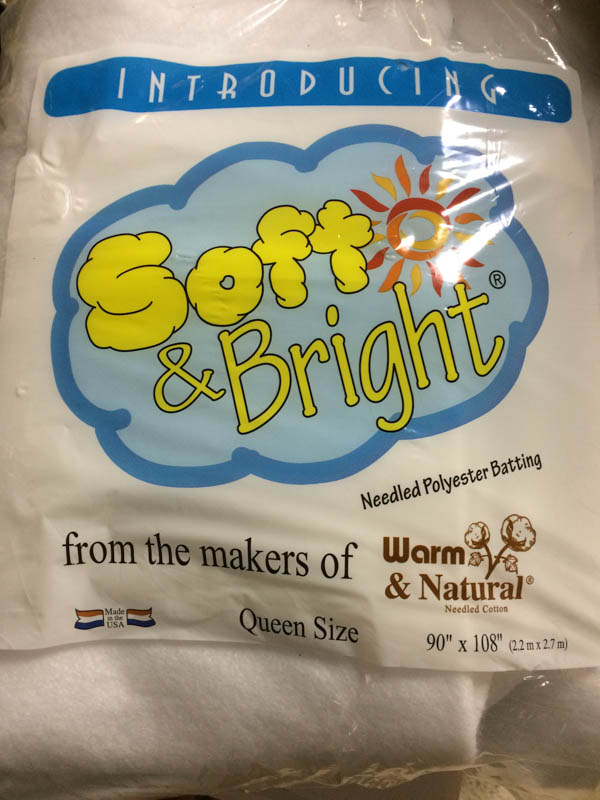 INTRODUCING
Soft
& Bright®
Needled Polyester Batting
from the makers of
Warm
& Natural®
Needled Cotton
Made
in the
USA
Queen Size
90" x 108" (2.2 m x 2.7 m)